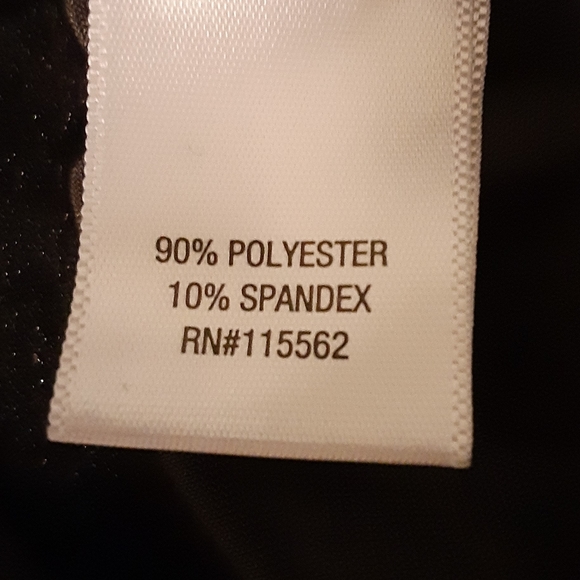 90% POLYESTER
10% SPANDEX
RN#115562